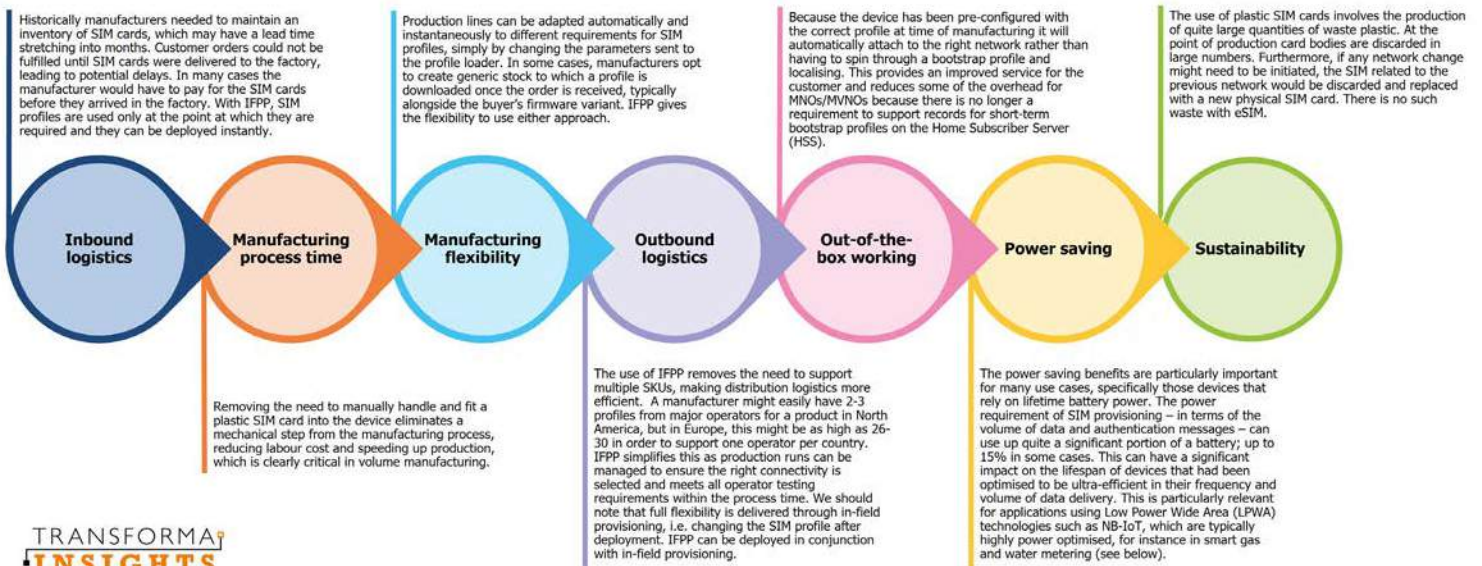 Historically manufacturers needed to maintain an
inventory of SIM cards, which may have a lead time
stretching into months. Customer orders could not be
fulfilled until SIM cards were delivered to the factory,
leading to potential delays. In many cases the
manufacturer would have to pay for the SIM cards
before they arrived in the factory. With IFPP, SIM
profiles are used only at the point at which they are
required and they can be deployed instantly.
Production lines can be adapted automatically and
instantaneously to different requirements for SIM
profiles, simply by changing the parameters sent to
the profile loader. In some cases, manufacturers opt
to create generic stock to which a profile is
downloaded once the order is received, typically
alongside the buyer's firmware variant. IFPP gives
the flexibility to use either approach.
Because the device has been pre-configured with
the correct profile at time of manufacturing it will
automatically attach to the right network rather than
having to spin through a bootstrap profile and
localising. This provides an improved service for the
customer and reduces some of the overhead for
MNOs/MVNOs because there is no longer a
requirement to support records for short-term
bootstrap profiles on the Home Subscriber Server
(HSS).
The use of plastic SIM cards involves the production
of quite large quantities of waste plastic. At the
point of production card bodies are discarded in
large numbers. Furthermore, if any network change
might need to be initiated, the SIM related to the
previous network would be discarded and replaced
with a new physical SIM card. There is no such
waste with eSIM.
Inbound
logistics
Manufacturing
process time
Manufacturing
flexibility
Outbound
logistics
Out-of-the-
box working
Power saving
Sustainability
Removing the need to manually handle and fit a
plastic SIM card into the device eliminates a
mechanical step from the manufacturing process,
reducing labour cost and speeding up production,
which is clearly critical in volume manufacturing.
The use of IFPP removes the need to support
multiple SKUs, making distribution logistics more
efficient. A manufacturer might easily have 2-3
profiles from major operators for a product in North
America, but in Europe, this might be as high as 26-
30 in order to support one operator per country.
IFPP simplifies this as production runs can be
managed to ensure the right connectivity is
selected and meets all operator testing
requirements within the process time. We should
note that full flexibility is delivered through in-field
provisioning, i.e. changing the SIM profile after
deployment. IFPP can be deployed in conjunction
with in-field provisioning.
The power saving benefits are particularly important
for many use cases, specifically those devices that
rely on lifetime battery power. The power
requirement of SIM provisioning – in terms of the
volume of data and authentication messages – can
use up quite a significant portion of a battery; up to
15% in some cases. This can have a significant
impact on the lifespan of devices that had been
optimised to be ultra-efficient in their frequency and
volume of data delivery. This is particularly relevant
for applications using Low Power Wide Area (LPWA)
technologies such as NB-IoT, which are typically
highly power optimised, for instance in smart gas
and water metering (see below).
TRANSFORMA
INSIGHTS